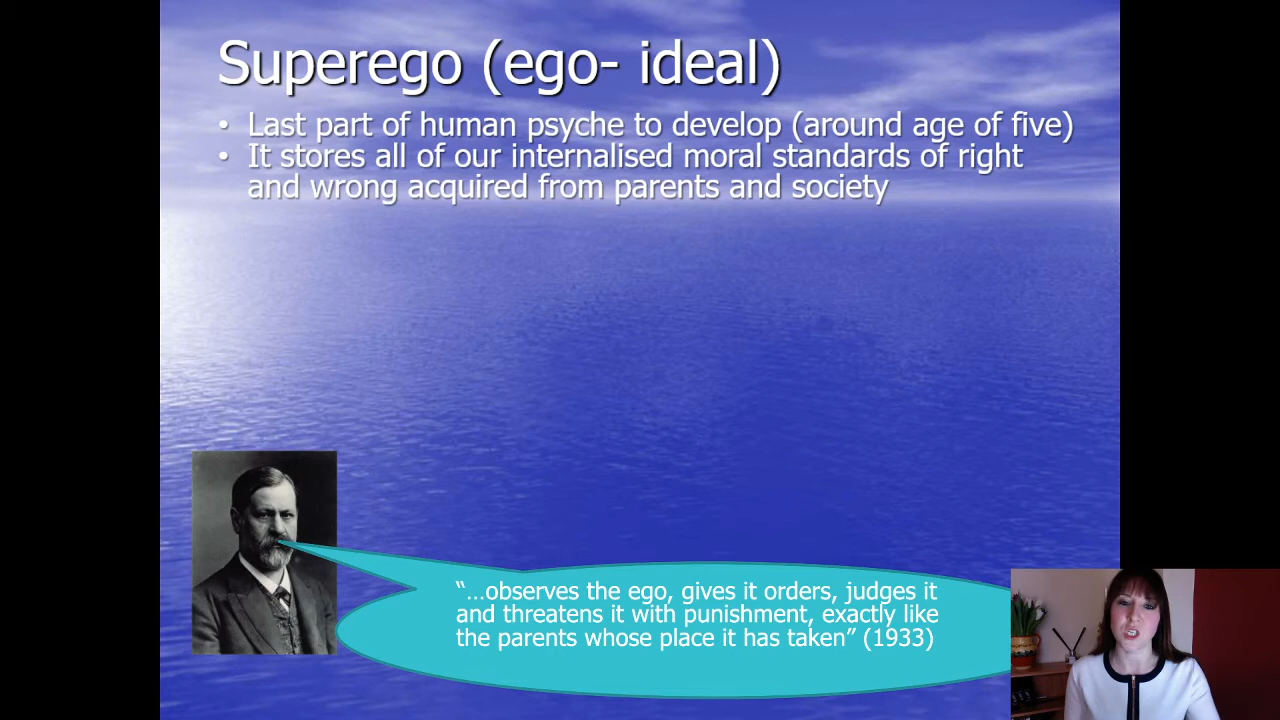 Superego (ego- ideal)
• Last part of human psyche to develop (around age of five)
• It stores all of our internalised moral standards of right
and wrong acquired from parents and society
“…observes the ego, gives it orders, judges it
and threatens it with punishment, exactly like
the parents whose place it has taken” (1933)